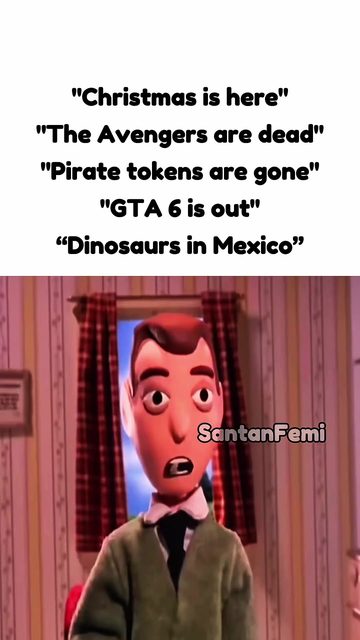 "Christmas is here"
"The Avengers are dead"
"Pirate tokens are gone"
"GTA 6 is out"
“Dinosaurs in Mexico”
SantanFemi